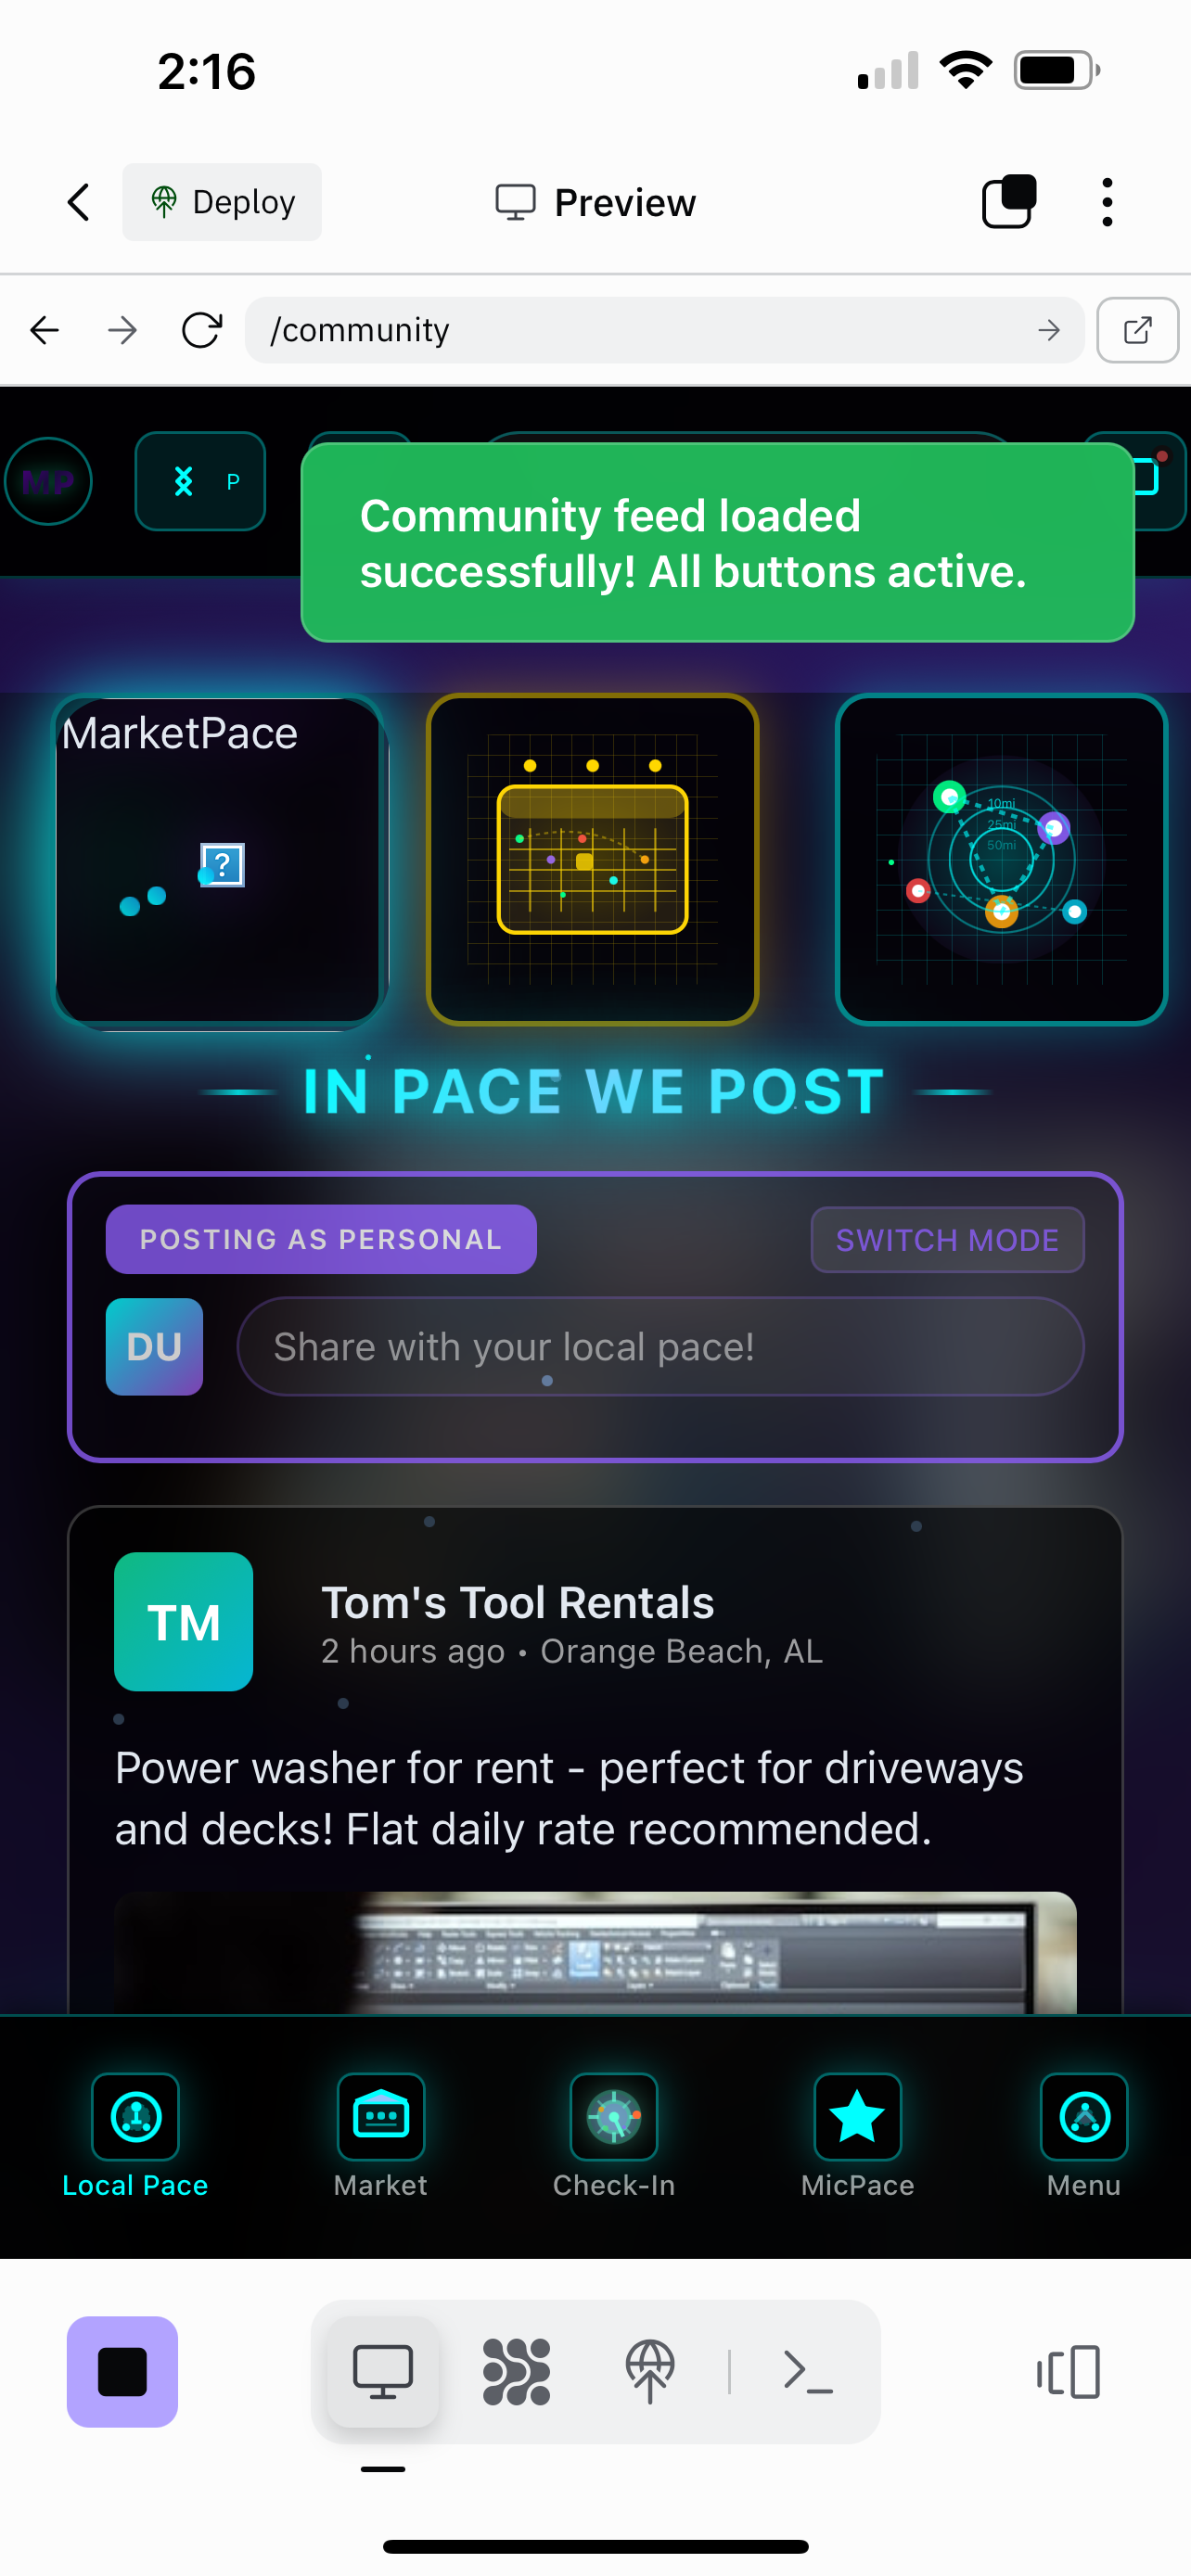 2:16
Deploy
Preview
/community
MP
P
Community feed loaded
successfully! All buttons active.
MarketPace
?
10mi
25mi
50mi
IN PACE WE POST
POSTING AS PERSONAL
SWITCH MODE
DU
Share with your local pace!
TM
Tom's Tool Rentals
2 hours ago • Orange Beach, AL
Power washer for rent - perfect for driveways
and decks! Flat daily rate recommended.
Local Pace
Market
Check-In
MicPace
Menu